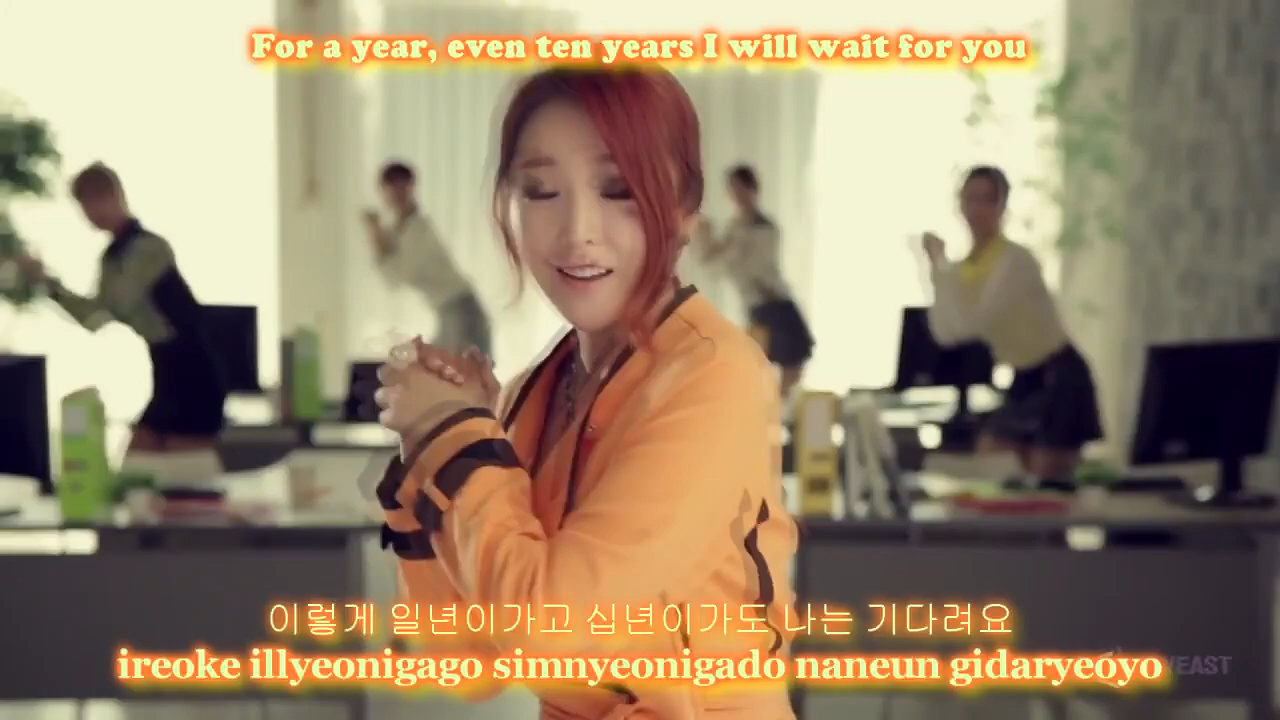 For a year, even ten years I will wait for you
이렇게 일년이가고 십년이가도 나는 기다려요
ireoke illyeonigago simnyeonigado naneun gidaryeoyo